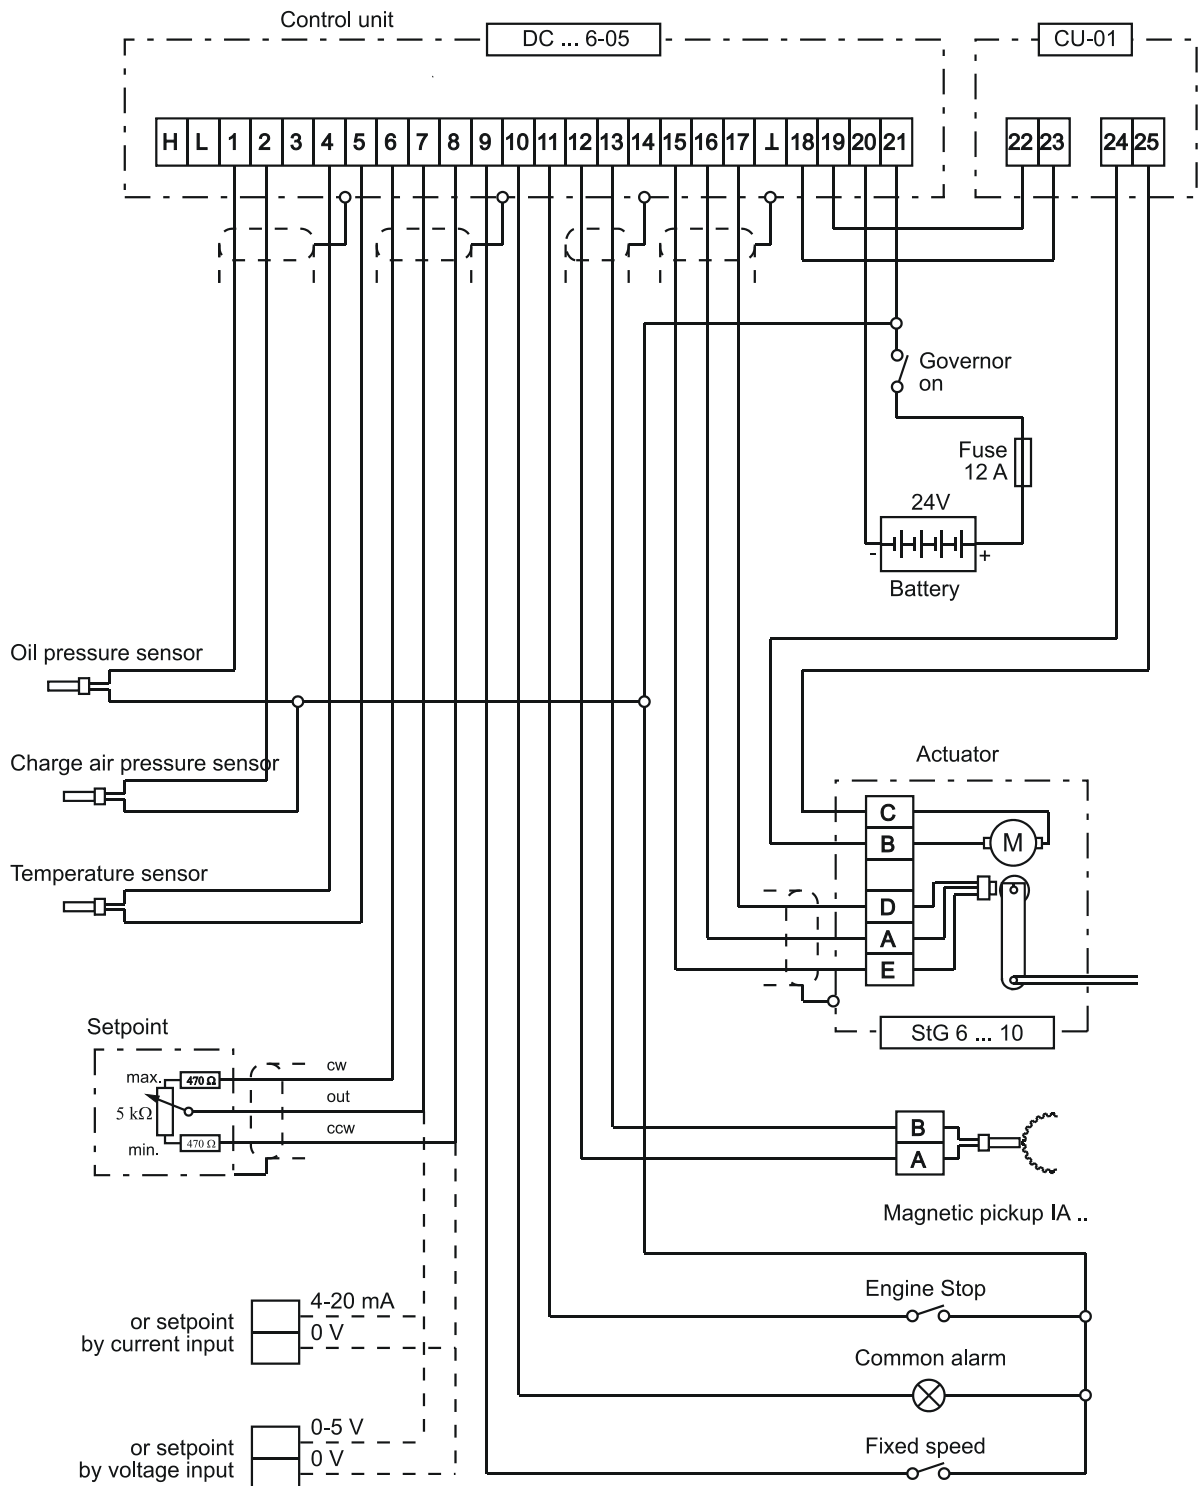 Control unit
DC ... 6-05
CU-01
H L 1 2 3 4 5 6 7 8 9 10 11 12 13 14 15 16 17 ⊥ 18 19 20 21
22 23 24 25
Governor
on
Fuse
12 A
24V
- +
Battery
Oil pressure sensor
Charge air pressure sensor
Temperature sensor
Actuator
C
B
M
D
A
E
StG 6 ... 10
Setpoint
max.
470 Ω
cw
5 kΩ
out
min.
470 Ω
ccw
B
A
Magnetic pickup IA ..
Engine Stop
or setpoint
by current input
4-20 mA
0 V
Common alarm
or setpoint
by voltage input
0-5 V
0 V
Fixed speed